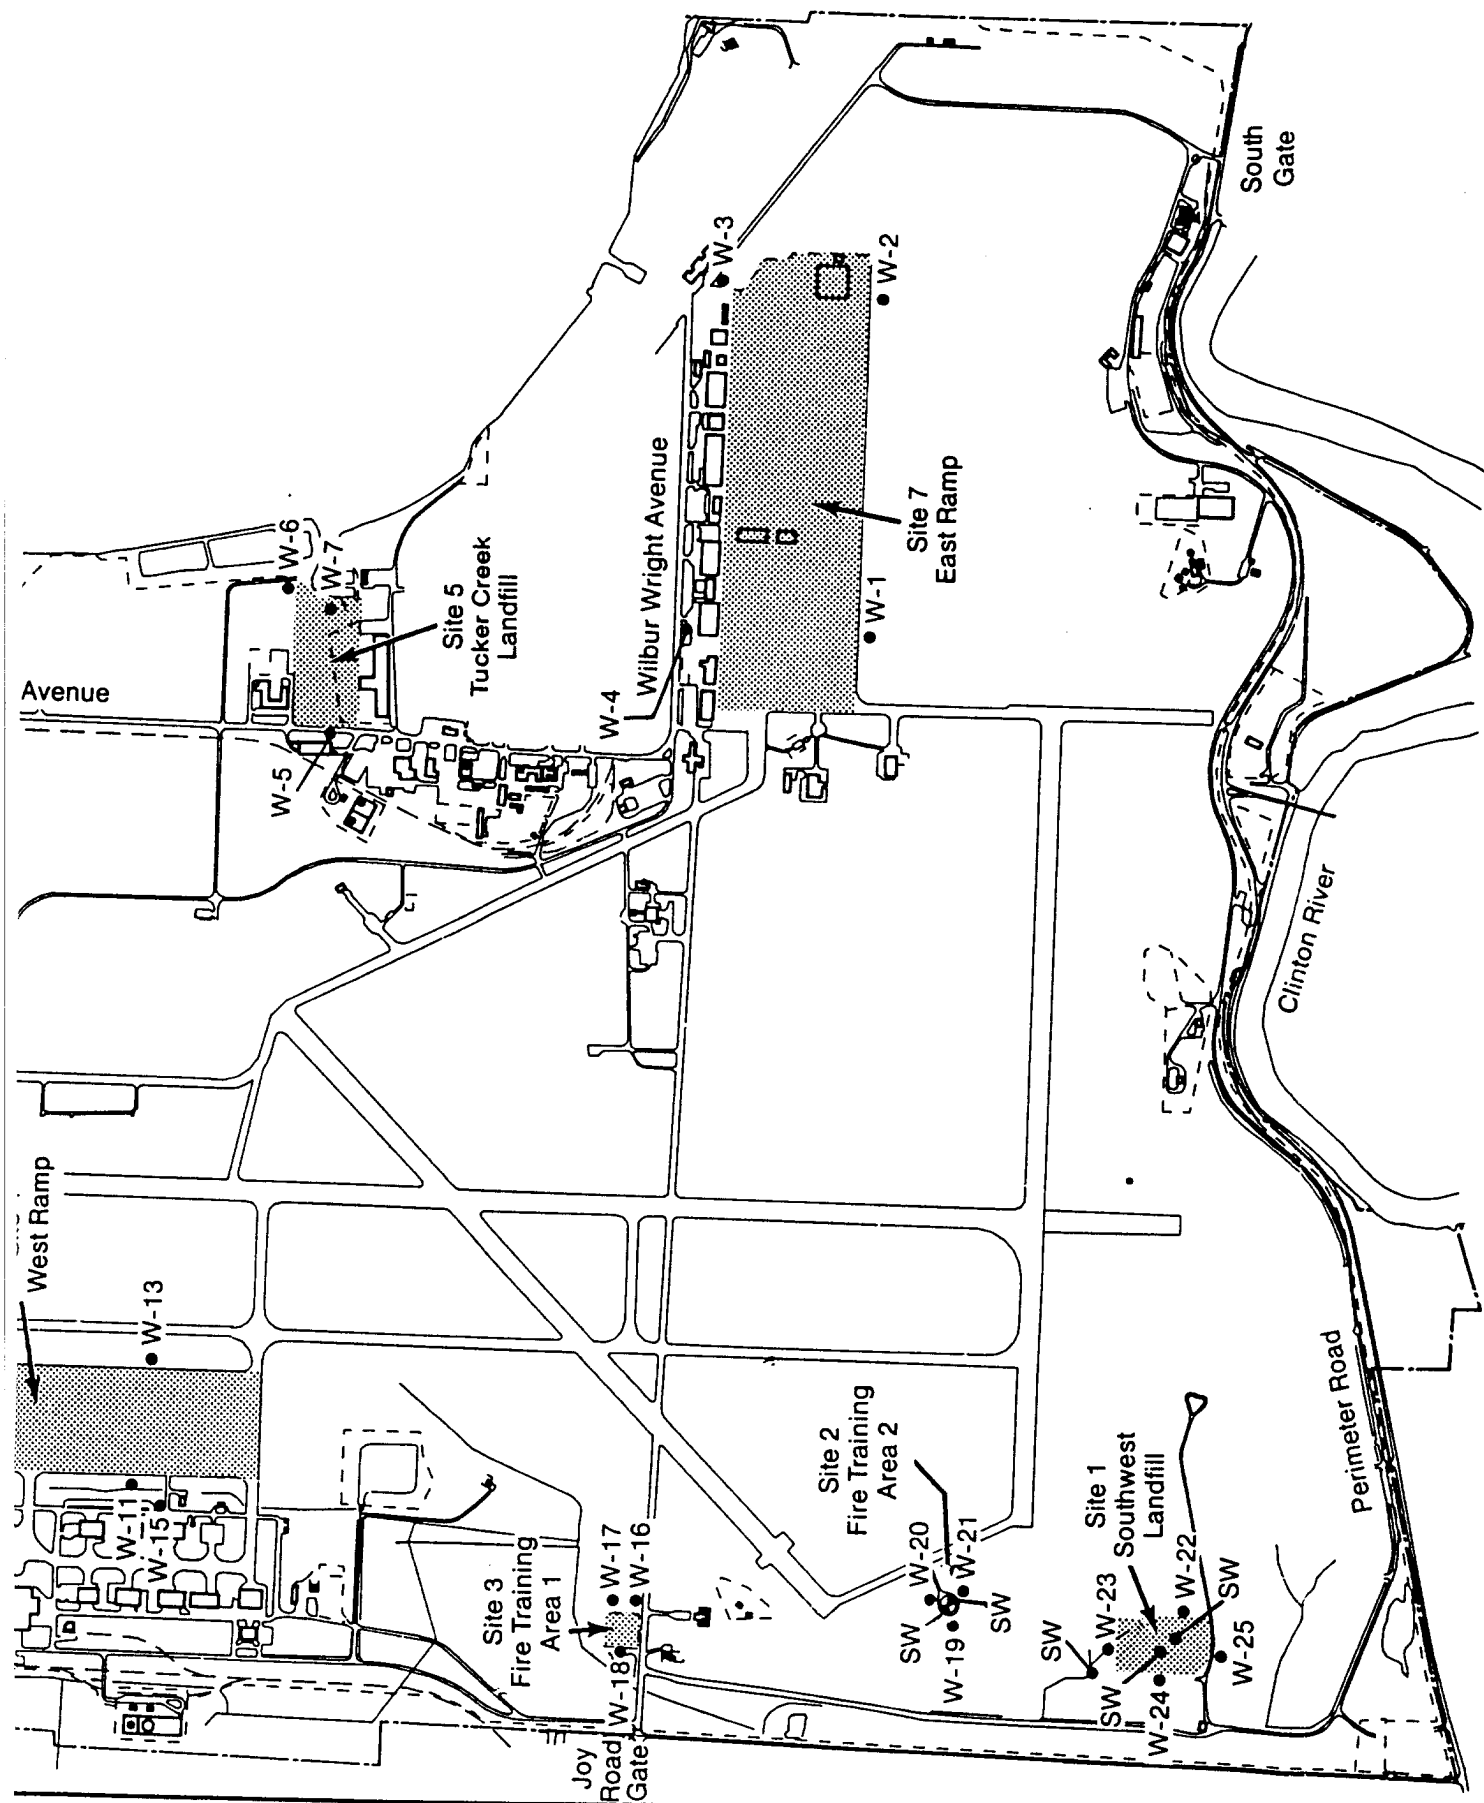 South
Gate
W-3
W-2
Wilbur Wright Avenue
W-4
Site 7
East Ramp
W-1
W-6
W-7
Site 5
Tucker Creek
Landfill
Avenue
W-5
Clinton River
West Ramp
W-13
W-11
W-15
Site 3
Fire Training
Area 1
W-17
W-16
W-18
Joy
Road
Gate
Site 2
Fire Training
Area 2
W-20
W-21
SW
SW
W-19
Site 1
Southwest
Landfill
W-22
W-23
SW
SW
SW
W-24
W-25
Perimeter Road